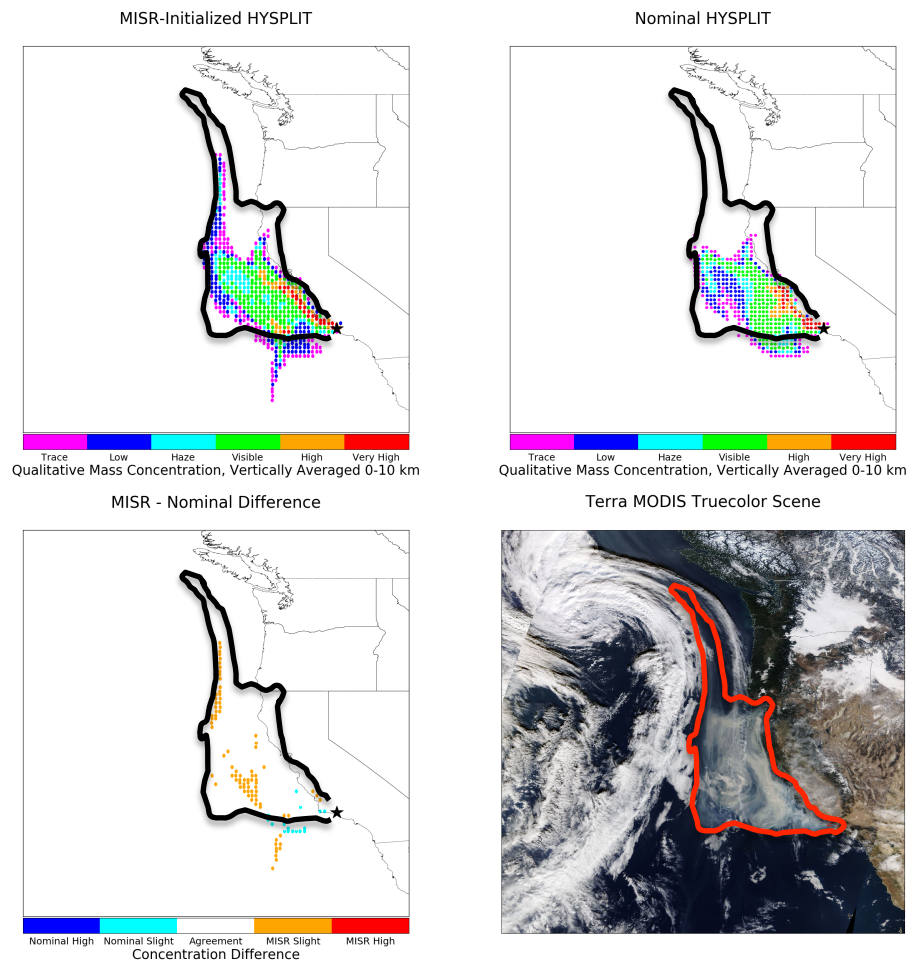 MISR-Initialized HYSPLIT
Nominal HYSPLIT
Trace Low Haze Visible High Very High
Qualitative Mass Concentration, Vertically Averaged 0-10 km
Trace Low Haze Visible High Very High
Qualitative Mass Concentration, Vertically Averaged 0-10 km
MISR - Nominal Difference
Terra MODIS Truecolor Scene
Nominal High Nominal Slight Agreement MISR Slight MISR High
Concentration Difference